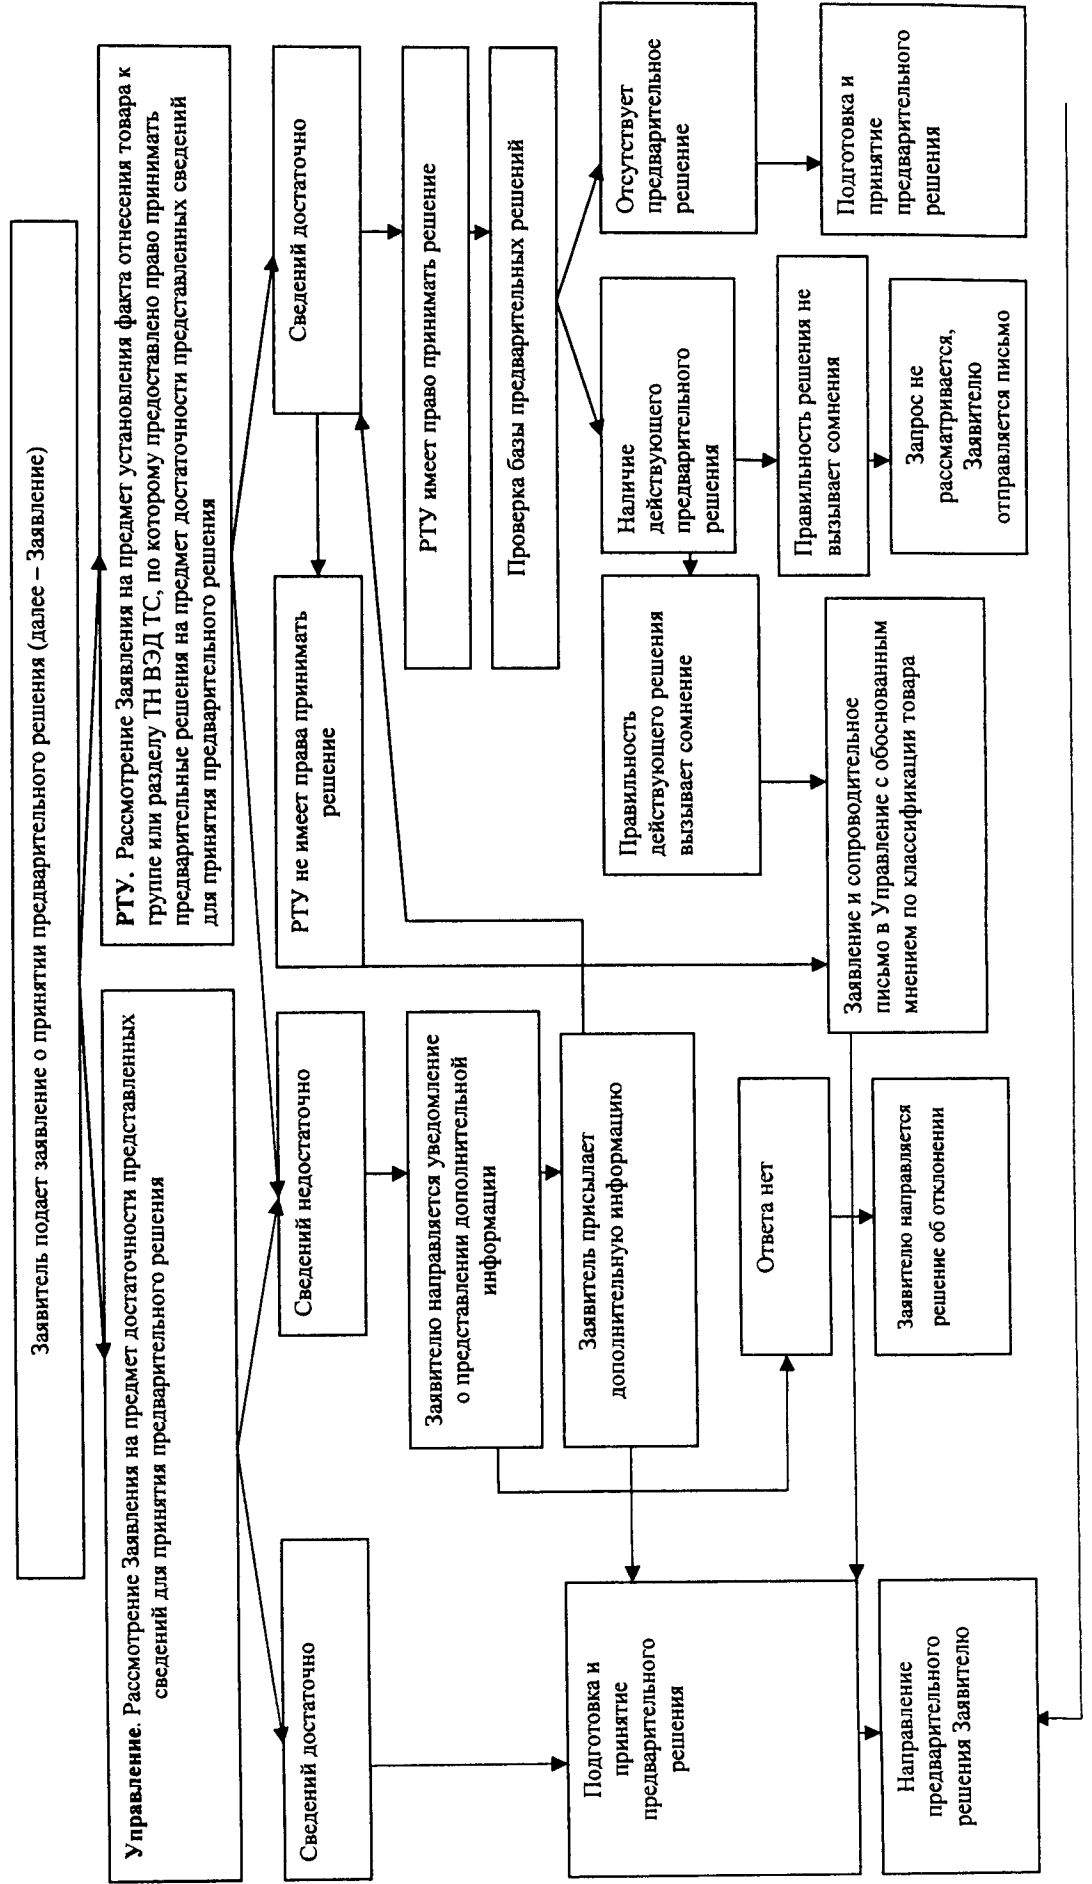 Заявитель подает заявление о принятии предварительного решения (далее – Заявление)
Управление. Рассмотрение Заявления на предмет достаточности представленных
сведений для принятия предварительного решения
РТУ. Рассмотрение Заявления на предмет установления факта отнесения товара к
группе или разделу ТН ВЭД ТС, по которому предоставлено право принимать
предварительные решения на предмет достаточности представленных сведений
для принятия предварительного решения
Сведений достаточно
Сведений недостаточно
РТУ не имеет права принимать
решение
Сведений достаточно
Заявителю направляется уведомление
о представлении дополнительной
информации
РТУ имеет право принимать решение
Проверка базы предварительных решений
Заявитель присылает
дополнительную информацию
Подготовка и
принятие
предварительного
решения
Правильность
действующего решения
вызывает сомнение
Наличие
действующего
предварительного
решения
Отсутствует
предварительное
решение
Ответа нет
Правильность решения не
вызывает сомнения
Заявление и сопроводительное
письмо в Управление с обоснованным
мнением по классификации товара
Подготовка и
принятие
предварительного
решения
Заявителю направляется
решение об отклонении
Запрос не
рассматривается,
Заявителю
отправляется письмо
Направление
предварительного
решения Заявителю